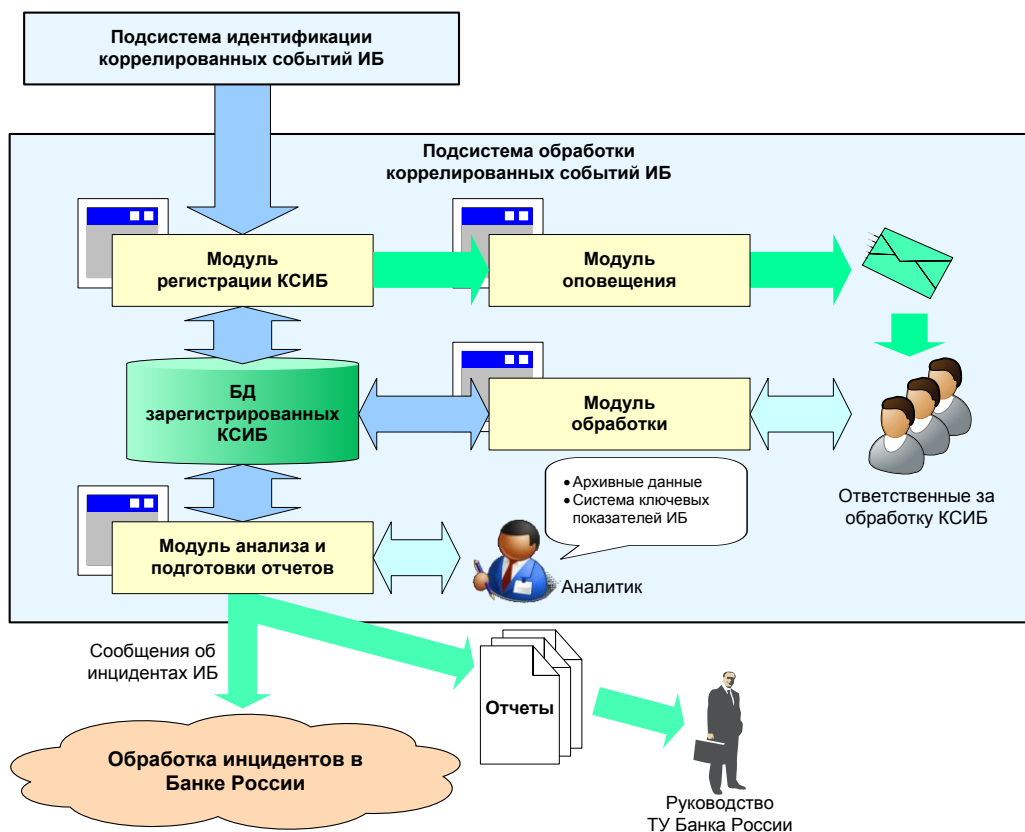 Подсистема идентификации
коррелированных событий ИБ
Подсистема обработки
коррелированных событий ИБ
Модуль
регистрации КСИБ
Модуль
оповещения
БД
зарегистрированных
КСИБ
Модуль
обработки
Ответственные за
обработку КСИБ
• Архивные данные
• Система ключевых
показателей ИБ
Модуль анализа и
подготовки отчетов
Аналитик
Сообщения об
инцидентах ИБ
Отчеты
Обработка инцидентов в
Банке России
Руководство
ТУ Банка России